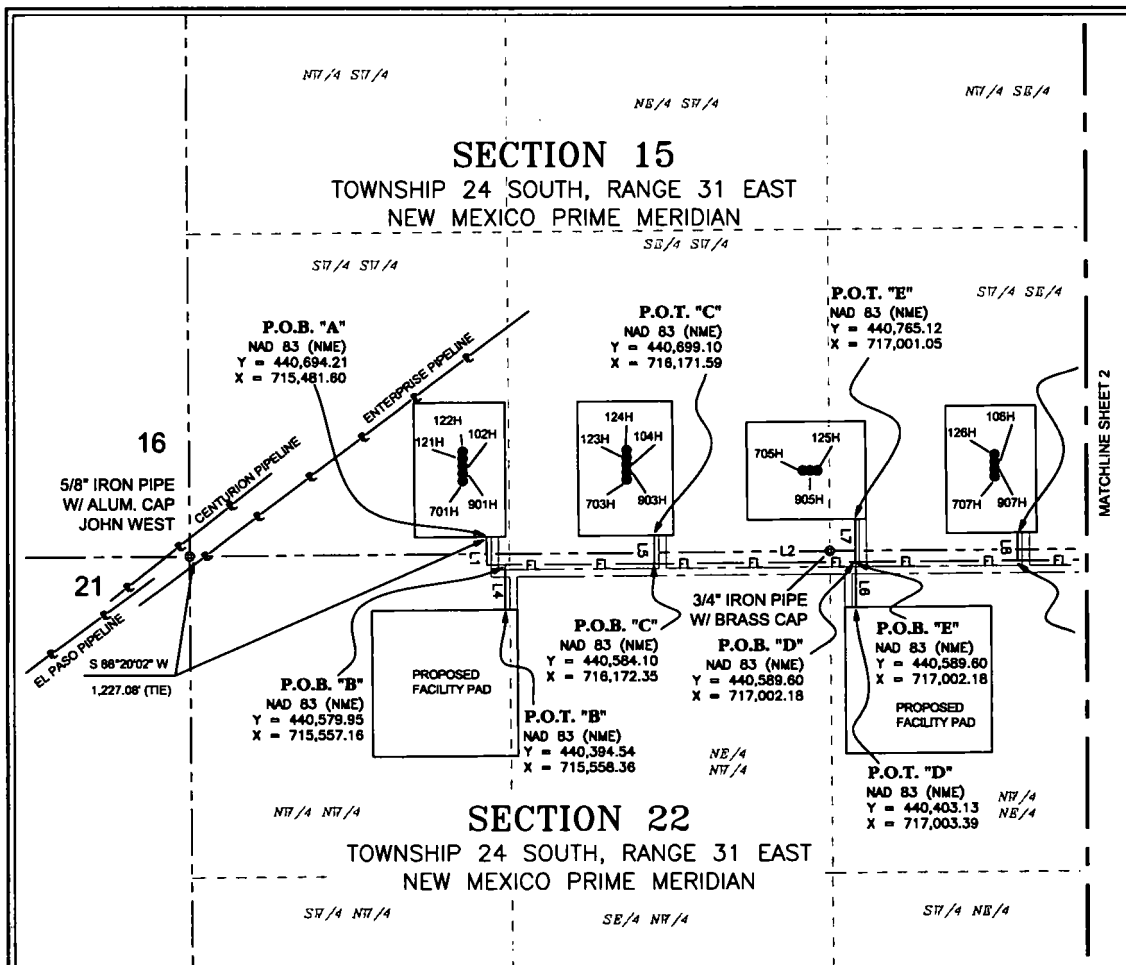 NW/4 SW/4
NE/4 SW/4
NW/4 SE/4
SECTION 15
TOWNSHIP 24 SOUTH, RANGE 31 EAST
NEW MEXICO PRIME MERIDIAN
SW/4 SW/4
SE/4 SW/4
SW/4 SE/4
P.O.B. "A"
NAD 83 (NME)
Y = 440,694.21
X = 715,481.60
P.O.T. "C"
NAD 83 (NME)
Y = 440,699.10
X = 716,171.59
P.O.T. "E"
NAD 83 (NME)
Y = 440,765.12
X = 717,001.05
MATCHLINE SHEET 2
ENTERPRISE PIPELINE
CENTURION PIPELINE
EL PASO PIPELINE
16
21
5/8" IRON PIPE
W/ ALUM. CAP
JOHN WEST
122H
121H
102H
701H
901H
124H
123H
104H
703H
903H
705H
125H
905H
126H
106H
707H
907H
L1
L5
L2
L7
L8
FL
FL
FL
FL
FL
FL
FL
FL
L4
L6
3/4" IRON PIPE
W/ BRASS CAP
S 86°20'02" W
1,227.08' (TIE)
P.O.B. "B"
NAD 83 (NME)
Y = 440,579.95
X = 715,557.16
PROPOSED
FACILITY PAD
P.O.T. "B"
NAD 83 (NME)
Y = 440,394.54
X = 715,558.36
P.O.B. "C"
NAD 83 (NME)
Y = 440,584.10
X = 716,172.35
P.O.B. "D"
NAD 83 (NME)
Y = 440,589.60
X = 717,002.18
P.O.B. "E"
NAD 83 (NME)
Y = 440,589.60
X = 717,002.18
PROPOSED
FACILITY PAD
P.O.T. "D"
NAD 83 (NME)
Y = 440,403.13
X = 717,003.39
NW/4 NW/4
NE/4
NW/4
NW/4
NE/4
SECTION 22
TOWNSHIP 24 SOUTH, RANGE 31 EAST
NEW MEXICO PRIME MERIDIAN
SW/4 NW/4
SE/4 NW/4
SW/4 NE/4